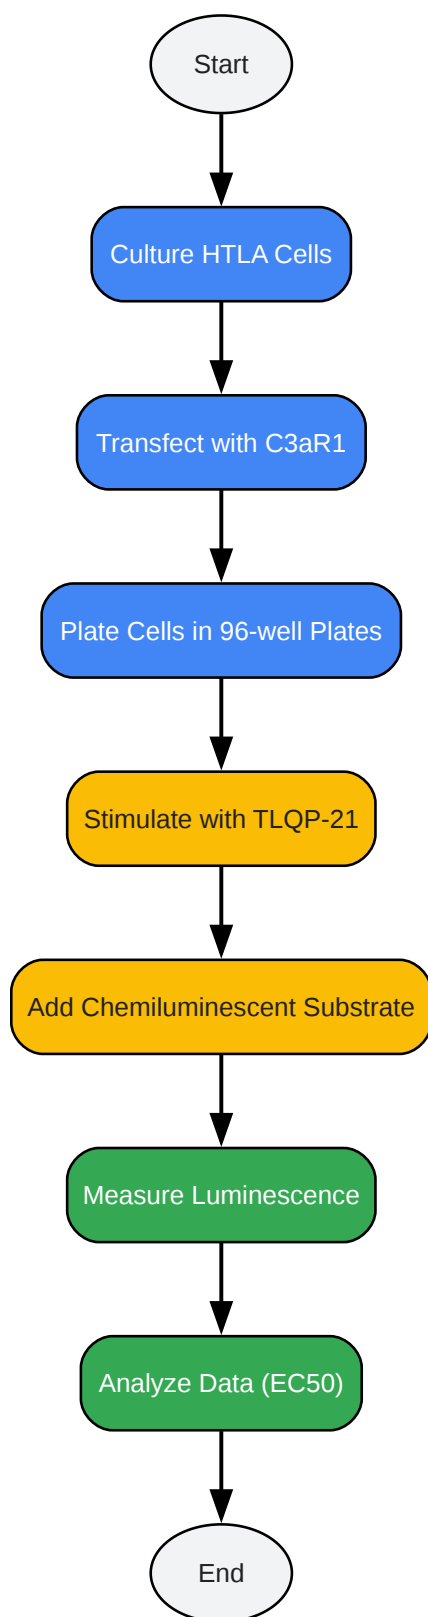 Start
Culture HTLA Cells
Transfect with C3aR1
Plate Cells in 96-well Plates
Stimulate with TLQP-21
Add Chemiluminescent Substrate
Measure Luminescence
Analyze Data (EC50)
End